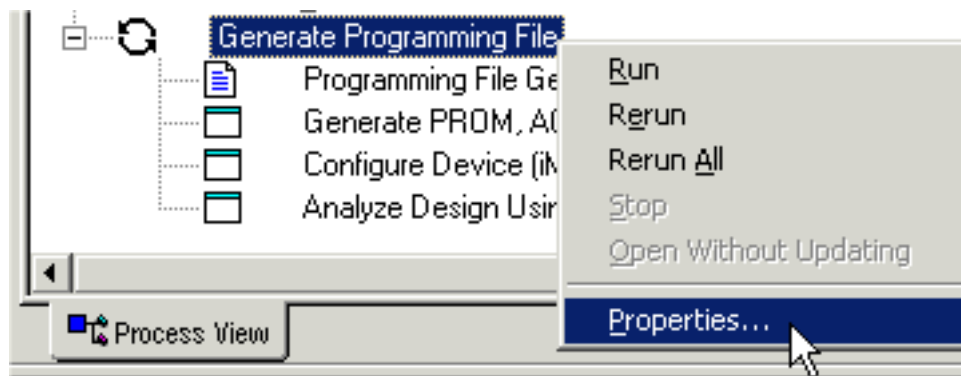 Generate Programming File
Programming File Ge
Generate PROM, AC
Configure Device (iM
Analyze Design Usin
Process View
Run
Rerun
Rerun All
Stop
Open Without Updating
Properties...